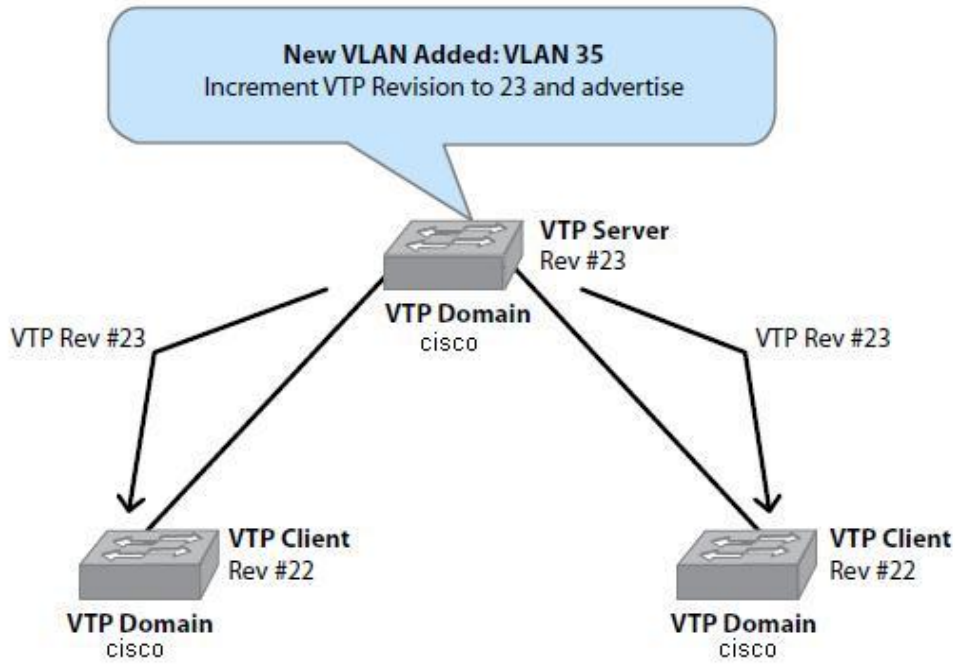 New VLAN Added: VLAN 35
Increment VTP Revision to 23 and advertise
VTP Server
Rev #23
VTP Domain
cisco
VTP Rev #23
VTP Rev #23
VTP Client
Rev #22
VTP Domain
cisco
VTP Client
Rev #22
VTP Domain
cisco